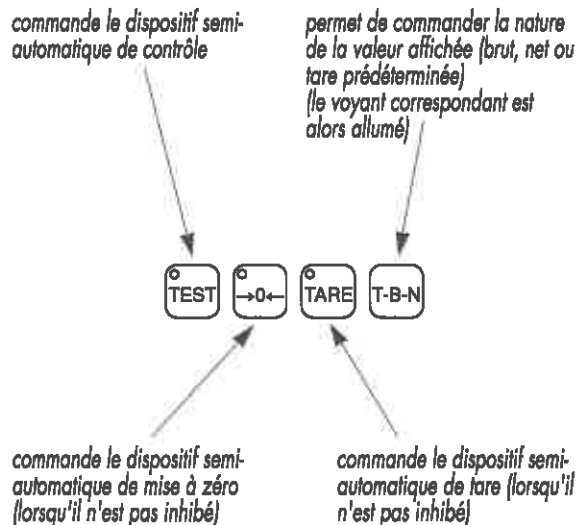 commande le dispositif semi-
automatique de contrôle
permet de commander la nature
de la valeur affichée (brut, net ou
tare prédéterminée)
(le voyant correspondant est
alors allumé)
TEST →0← TARE T-B-N
commande le dispositif semi-
automatique de mise à zéro
(lorsqu'il n'est pas inhibé)
commande le dispositif semi-
automatique de tare (lorsqu'il
n'est pas inhibé)